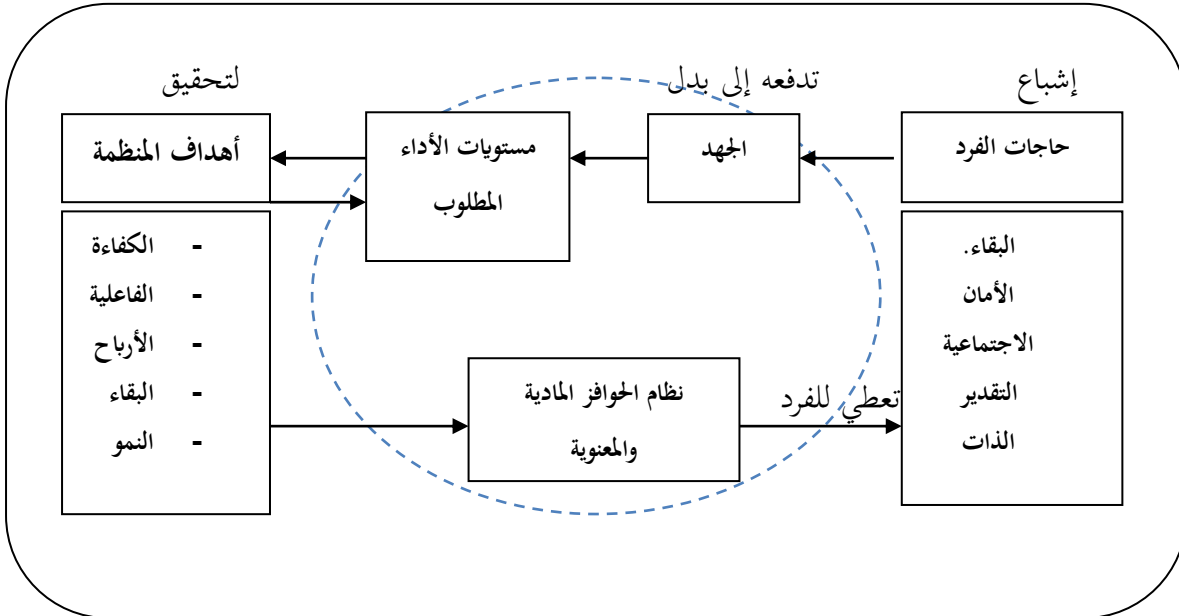 إشباع
تدفعه إلى بدل
لتحقيق
حاجات الفرد
الجهد
مستويات الأداء
المطلوب
أهداف المنظمة
البقاء.
الأمان
الاجتماعية
التقدير
الذات
- الكفاءة
- الفاعلية
- الأرباح
- البقاء
- النمو
نظام الحوافز المادية
والمعنوية
تعطي للفرد